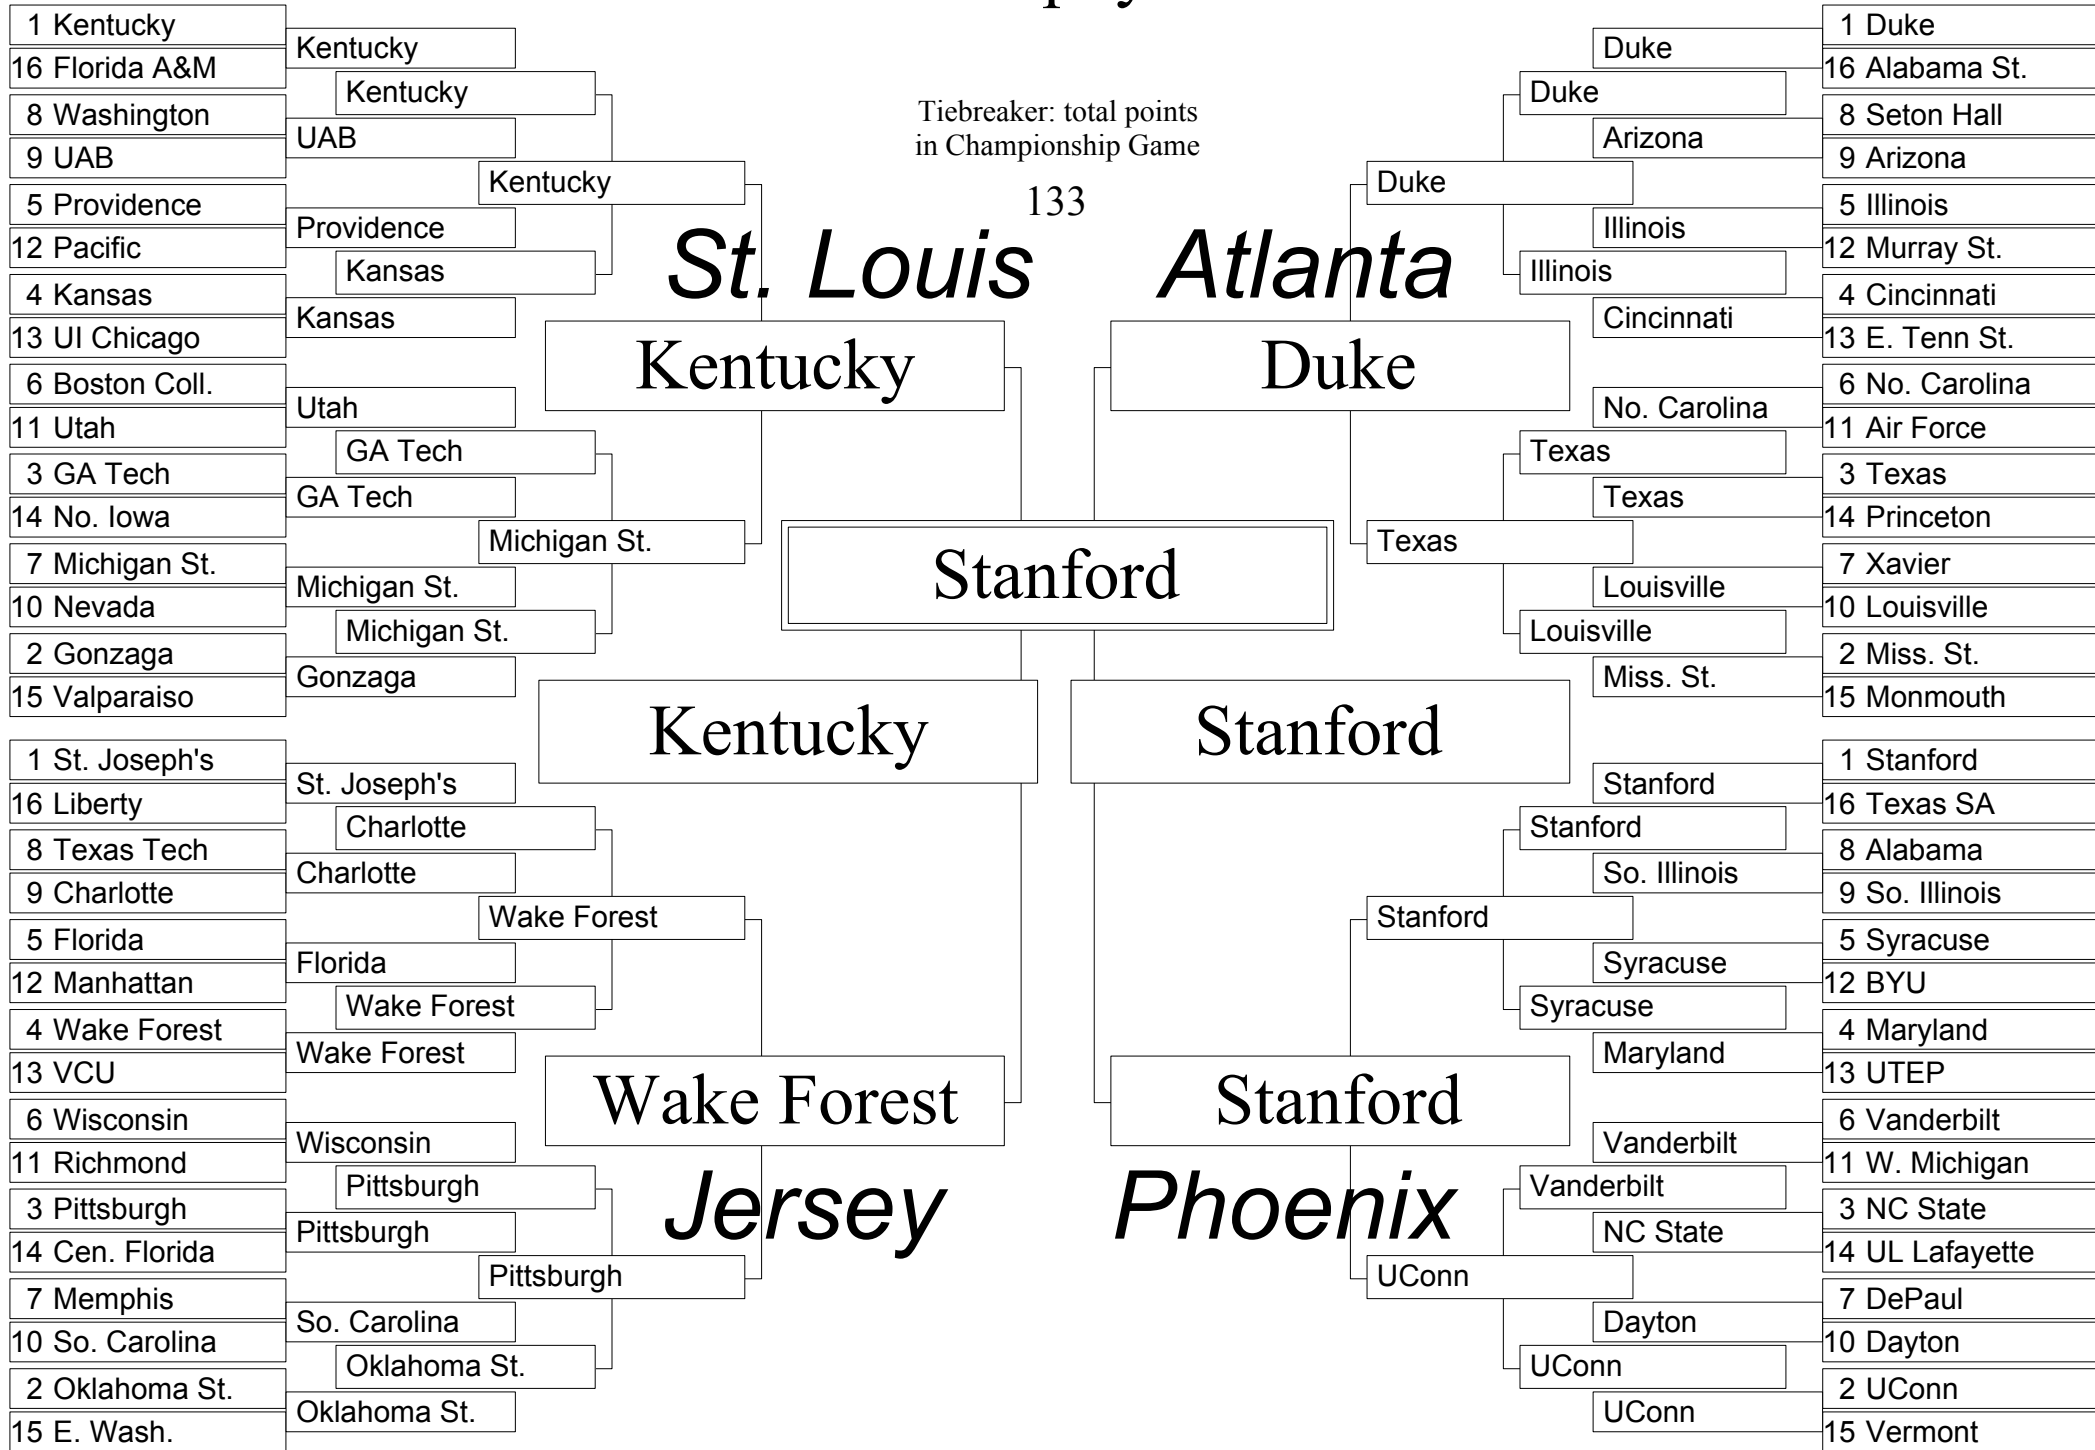 1 Kentucky
16 Florida A&M
8 Washington
9 UAB
5 Providence
12 Pacific
4 Kansas
13 UI Chicago
6 Boston Coll.
11 Utah
3 GA Tech
14 No. Iowa
7 Michigan St.
10 Nevada
2 Gonzaga
15 Valparaiso
Kentucky
UAB
Providence
Kansas
Utah
GA Tech
Michigan St.
Gonzaga
Kentucky
Kansas
GA Tech
Michigan St.
Kentucky
Michigan St.
St. Louis
Kentucky
1 St. Joseph's
16 Liberty
8 Texas Tech
9 Charlotte
5 Florida
12 Manhattan
4 Wake Forest
13 VCU
6 Wisconsin
11 Richmond
3 Pittsburgh
14 Cen. Florida
7 Memphis
10 So. Carolina
2 Oklahoma St.
15 E. Wash.
St. Joseph's
Charlotte
Florida
Wake Forest
Wisconsin
Pittsburgh
So. Carolina
Oklahoma St.
Charlotte
Wake Forest
Pittsburgh
Oklahoma St.
Wake Forest
Pittsburgh
Wake Forest
Jersey
Tiebreaker: total points
in Championship Game
133
Stanford
Kentucky
Stanford
Atlanta
Duke
Duke
Texas
Duke
Illinois
Texas
Louisville
Duke
Arizona
Illinois
Cincinnati
No. Carolina
Texas
Louisville
Miss. St.
1 Duke
16 Alabama St.
8 Seton Hall
9 Arizona
5 Illinois
12 Murray St.
4 Cincinnati
13 E. Tenn St.
6 No. Carolina
11 Air Force
3 Texas
14 Princeton
7 Xavier
10 Louisville
2 Miss. St.
15 Monmouth
Stanford
Phoenix
Stanford
UConn
Stanford
Syracuse
Vanderbilt
UConn
Stanford
So. Illinois
Syracuse
Maryland
Vanderbilt
NC State
Dayton
UConn
1 Stanford
16 Texas SA
8 Alabama
9 So. Illinois
5 Syracuse
12 BYU
4 Maryland
13 UTEP
6 Vanderbilt
11 W. Michigan
3 NC State
14 UL Lafayette
7 DePaul
10 Dayton
2 UConn
15 Vermont